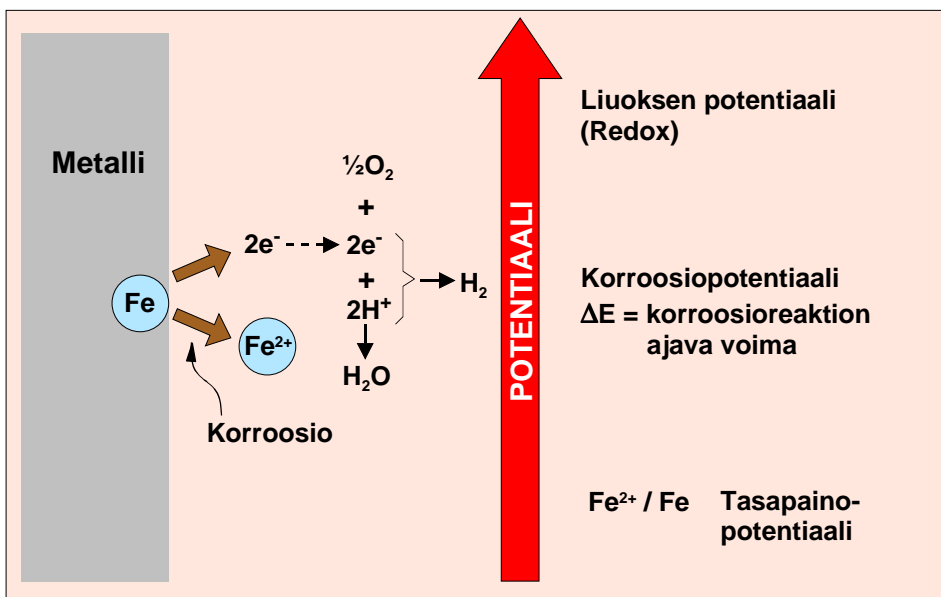 Metalli
½O₂
+
2e⁻ 2e⁻
+
2H⁺
H₂
H₂O
Fe
Fe²⁺
Korroosio
POTENTIAALI
Liuoksen potentiaali
(Redox)
Korroosiopotentiaali
ΔE = korroosioreaktion
ajava voima
Fe²⁺ / Fe Tasapaino-
potentiaali